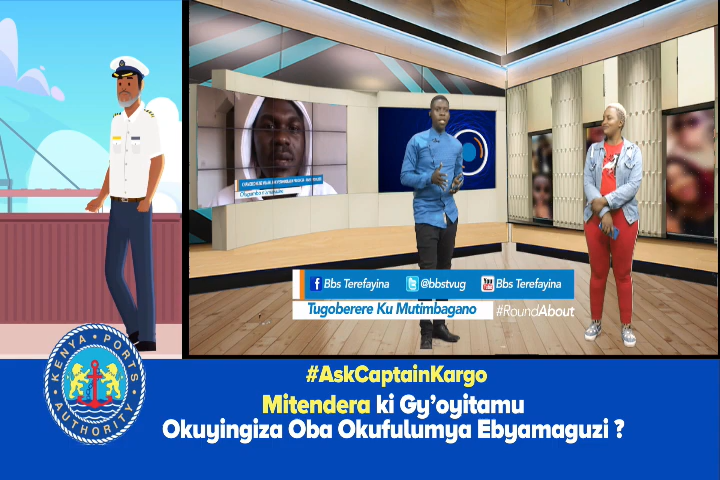 Bbs Terefayina
@bbstvug
Bbs Terefayina
Tugoberere Ku Mutimbagano
#RoundAbout
KENYA • PORTS
AUTHORITY
#AskCaptainKargo
Mitendera ki Gy'oyitamu
Okuyingiza Oba Okufulumya Ebyamaguzi ?